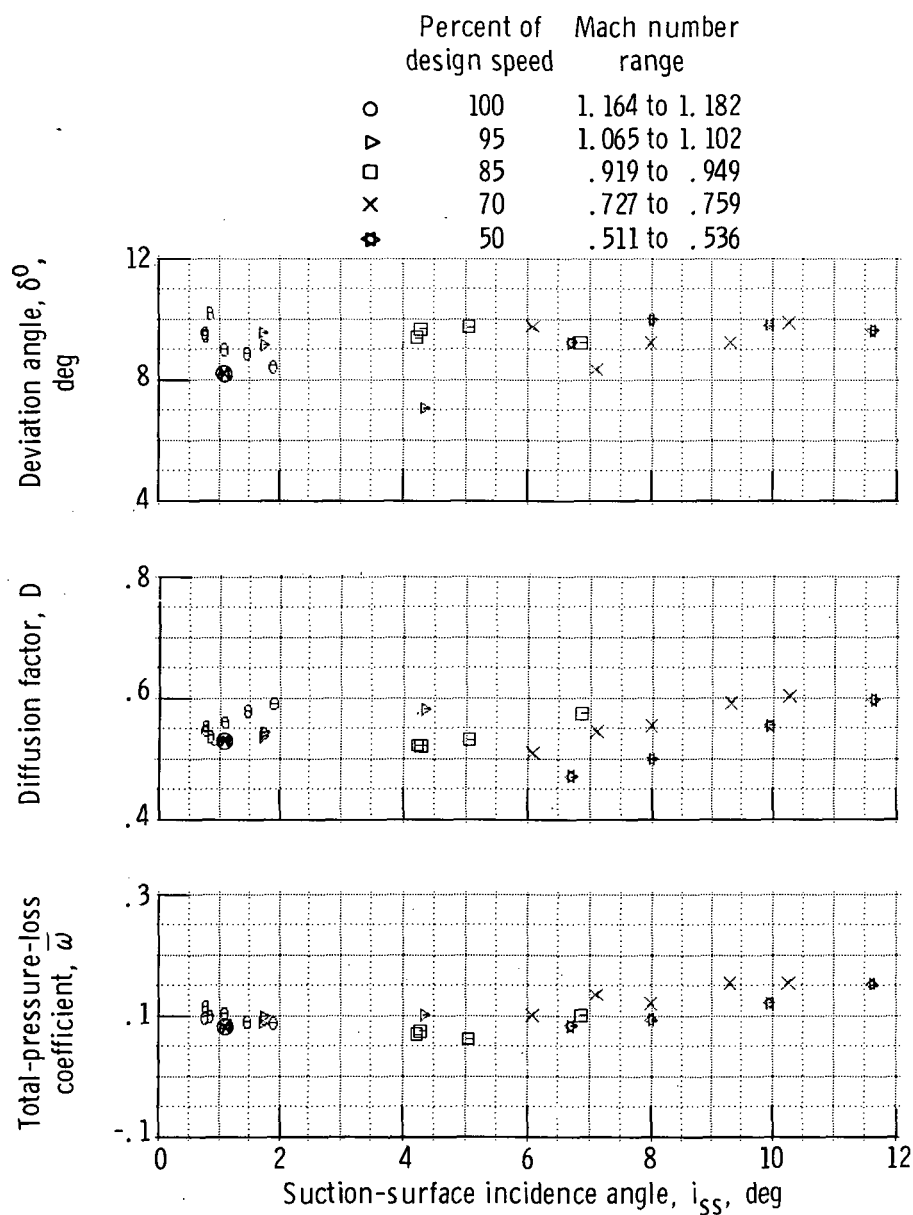 Percent of design speed
Mach number range
100 1.164 to 1.182
95 1.065 to 1.102
85 .919 to .949
70 .727 to .759
50 .511 to .536
Deviation angle, δ°, deg
12
8
4
Diffusion factor, D
.8
.6
.4
Total-pressure-loss coefficient, ω̅
.3
.1
-.1
0 2 4 6 8 10 12
Suction-surface incidence angle, iss, deg